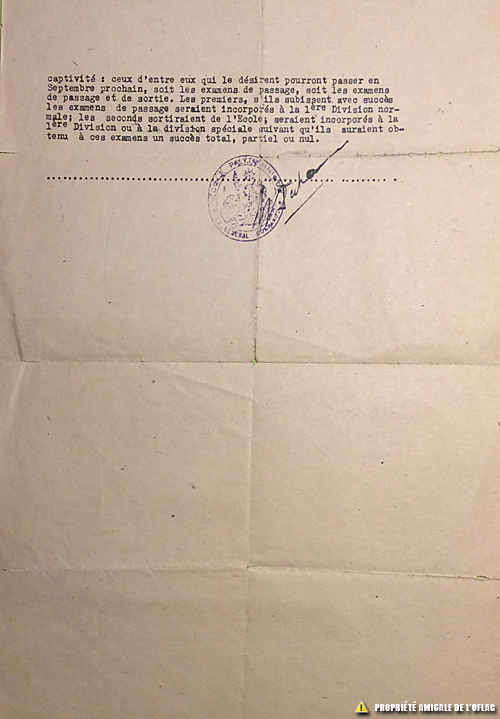 captivité : ceux d'entre eux qui le désirent pourront passer en
Septembre prochain, soit les examens de passage, soit les examens
de passage et de sortie. Les premiers, s'ils subissent avec succès
les examens de passage seraient incorporés à la 1ère Division nor-
male; les seconds sortiraient de l'Ecole; seraient incorporés à la
1ère Division ou à la division spéciale suivant qu'ils auraient ob-
tenu à ces examens un succès total, partiel ou nul.
GÉNÉRAL
PROPRIÉTÉ AMICALE DE L'OFLAG